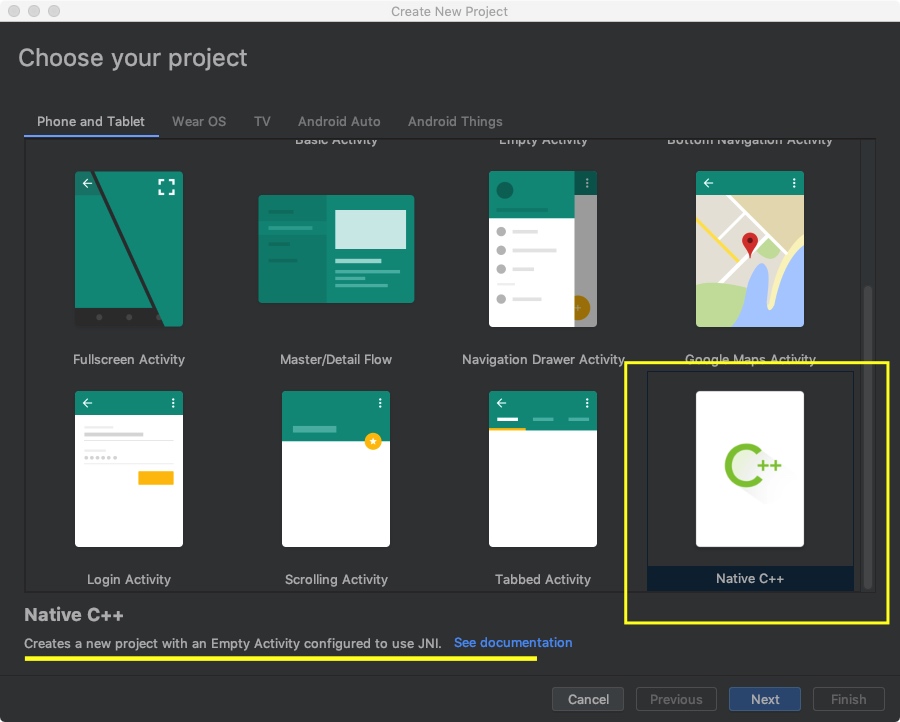 Create New Project
Choose your project
Phone and Tablet Wear OS TV Android Auto Android Things
Basic Activity Empty Activity Bottom Navigation Activity
Fullscreen Activity Master/Detail Flow Navigation Drawer Activity Google Maps Activity
C++
Login Activity Scrolling Activity Tabbed Activity Native C++
Native C++
Creates a new project with an Empty Activity configured to use JNI. See documentation
Cancel Previous Next Finish